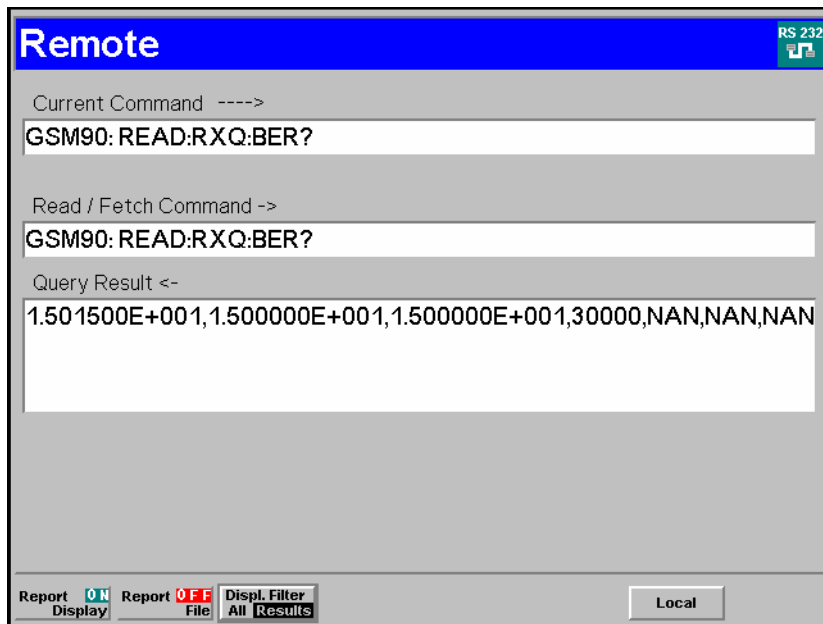 Remote
RS 232
Current Command ---->
GSM90: READ:RXQ:BER?
Read / Fetch Command ->
GSM90: READ:RXQ:BER?
Query Result <-
1.501500E+001,1.500000E+001,1.500000E+001,30000,NAN,NAN,NAN
Report ON
Display
Report OFF
File
Displ. Filter
All Results
Local